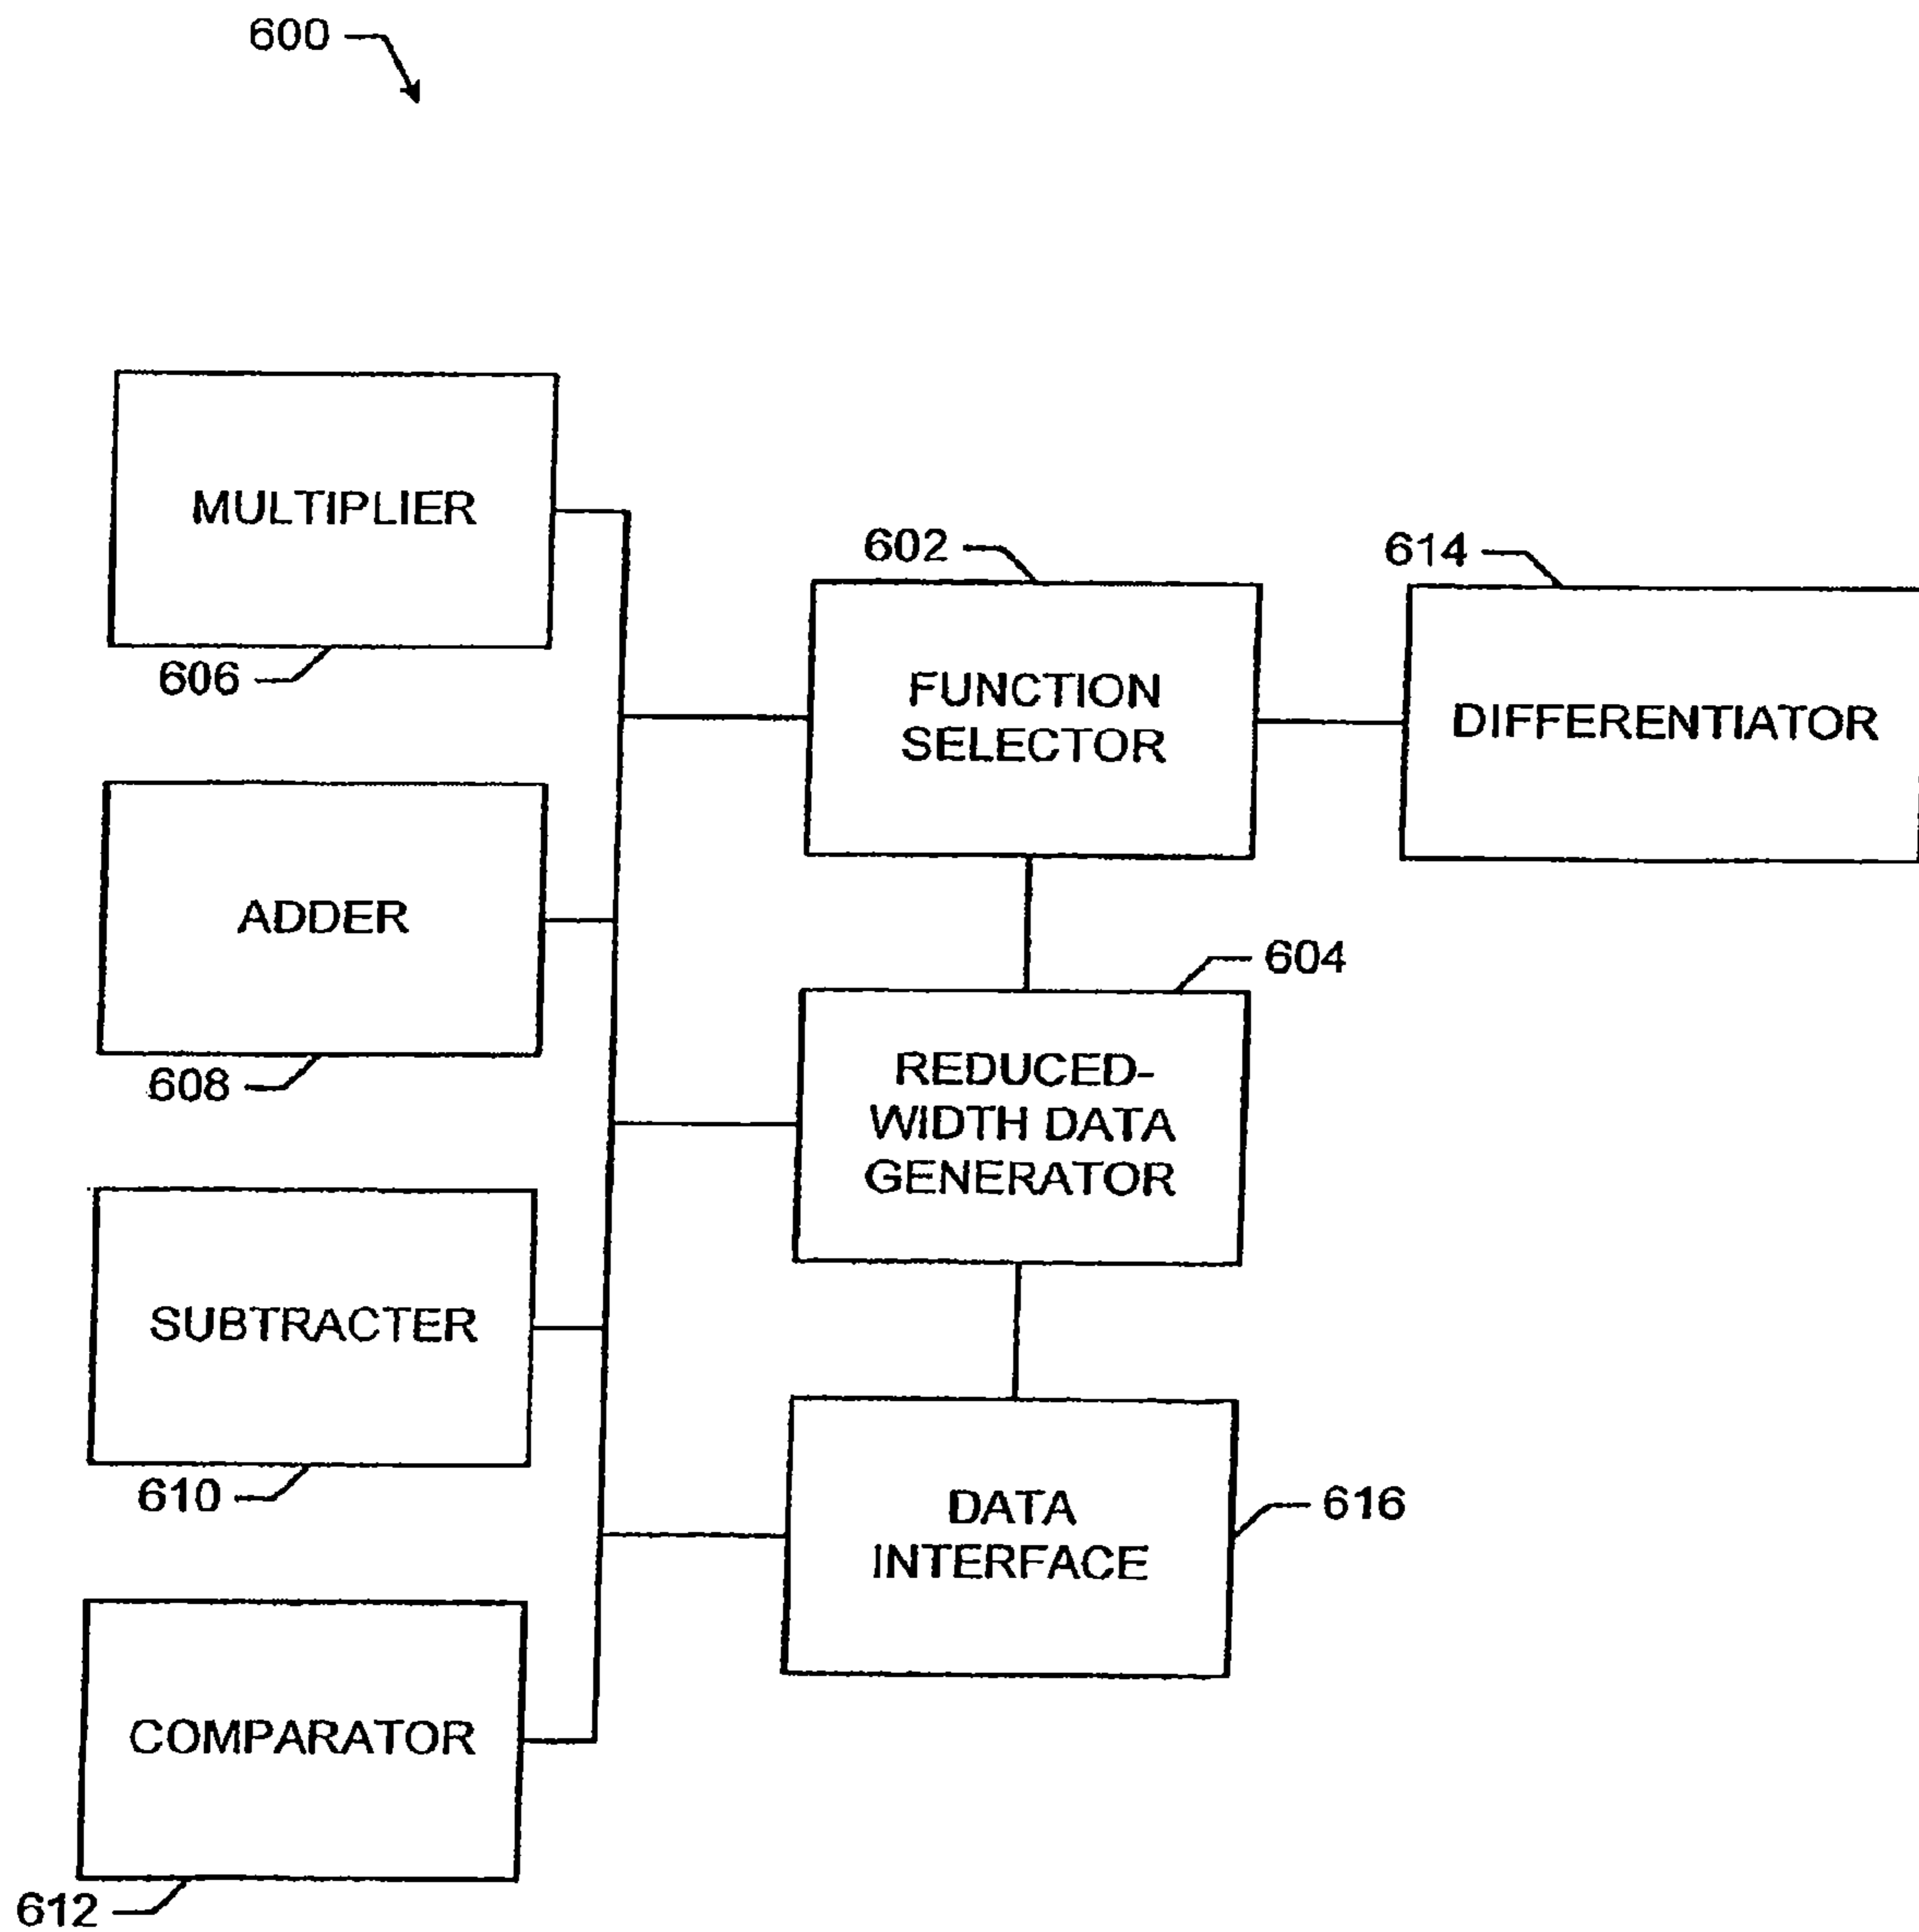 600
MULTIPLIER
606
602
614
FUNCTION
SELECTOR
DIFFERENTIATOR
ADDER
608
604
REDUCED-
WIDTH DATA
GENERATOR
SUBTRACTER
610
DATA
INTERFACE
616
COMPARATOR
612